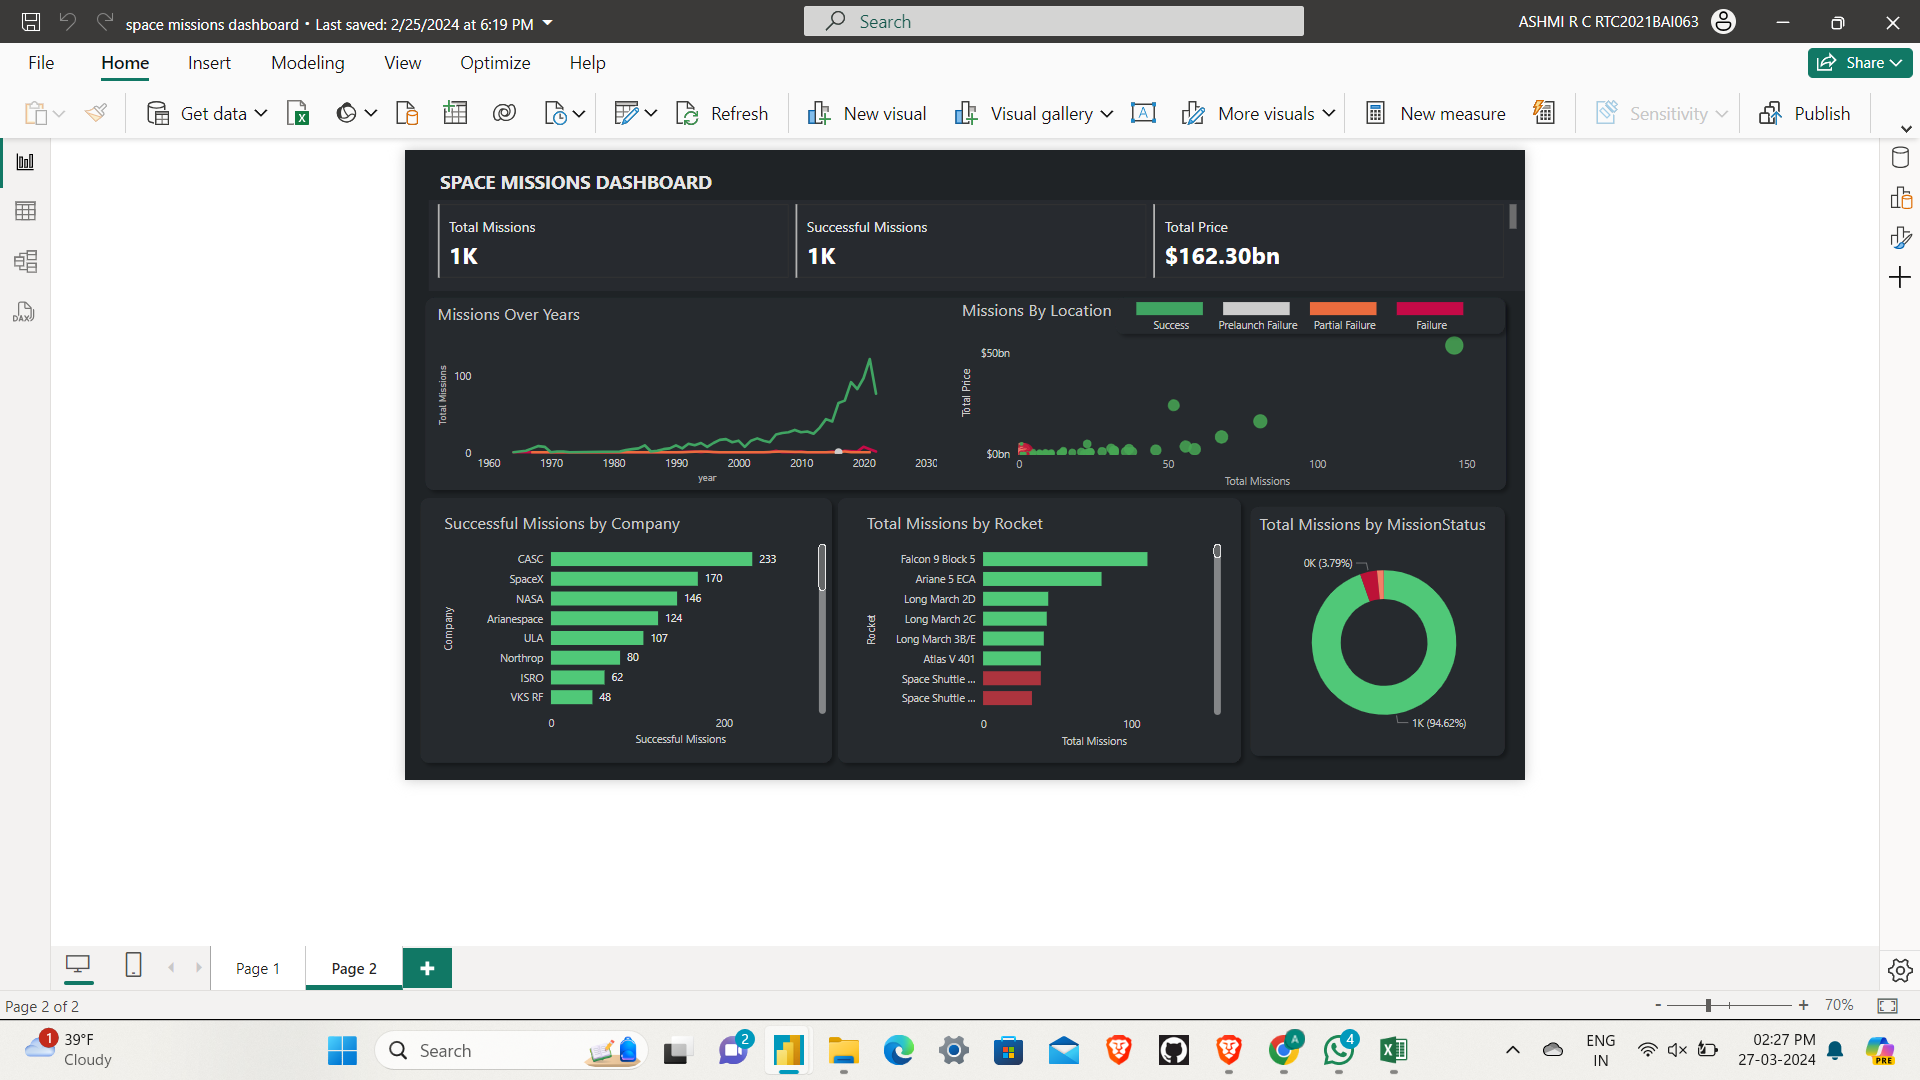 space missions dashboard • Last saved: 2/25/2024 at 6:19 PM
Search
ASHMI R C RTC2021BAI063
File
Home
Insert
Modeling
View
Optimize
Help
Share
Get data
Refresh
New visual
Visual gallery
More visuals
New measure
Sensitivity
Publish
DAX
SPACE MISSIONS DASHBOARD
Total Missions
1K
Successful Missions
1K
Total Price
$162.30bn
Missions Over Years
Total Missions
100
0
1960
1970
1980
1990
2000
2010
2020
2030
year
Missions By Location
Success
Prelaunch Failure
Partial Failure
Failure
Total Price
$50bn
$0bn
0
50
100
150
Total Missions
Successful Missions by Company
Company
CASC 233
SpaceX 170
NASA 146
Arianespace 124
ULA 107
Northrop 80
ISRO 62
VKS RF 48
0
200
Successful Missions
Total Missions by Rocket
Rocket
Falcon 9 Block 5
Ariane 5 ECA
Long March 2D
Long March 2C
Long March 3B/E
Atlas V 401
Space Shuttle ...
Space Shuttle ...
0
100
Total Missions
Total Missions by MissionStatus
0K (3.79%)
1K (94.62%)
Page 1
Page 2
Page 2 of 2
70%
1
39°F
Cloudy
Search
2
A
4
ENG
IN
02:27 PM
27-03-2024
PRE